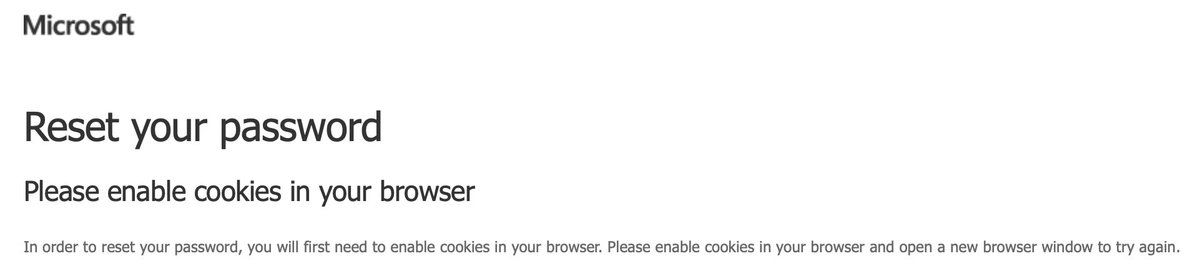 Microsoft
Reset your password
Please enable cookies in your browser
In order to reset your password, you will first need to enable cookies in your browser. Please enable cookies in your browser and open a new browser window to try again.